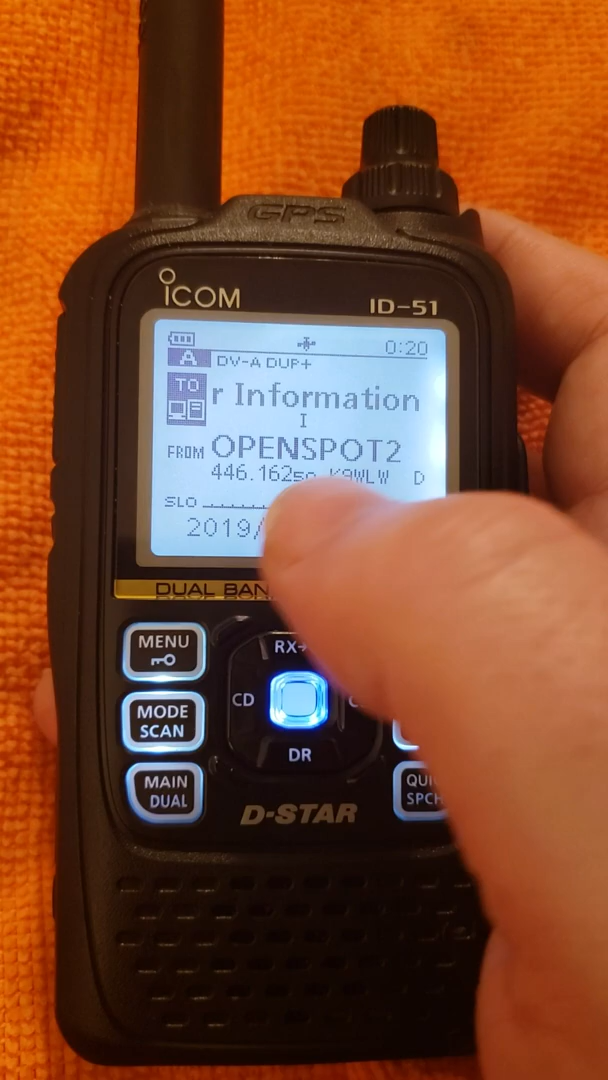 GPS
iCOM
ID-51
0:20
A
DV-A DUP+
TO
r Information
I
FROM OPENSPOT2
446.162 K9WLW D
SLO
2019/
DUAL BAN
MENU
RX→
MODE
SCAN
CD
MAIN
DUAL
DR
QUI
SPCH
D-STAR